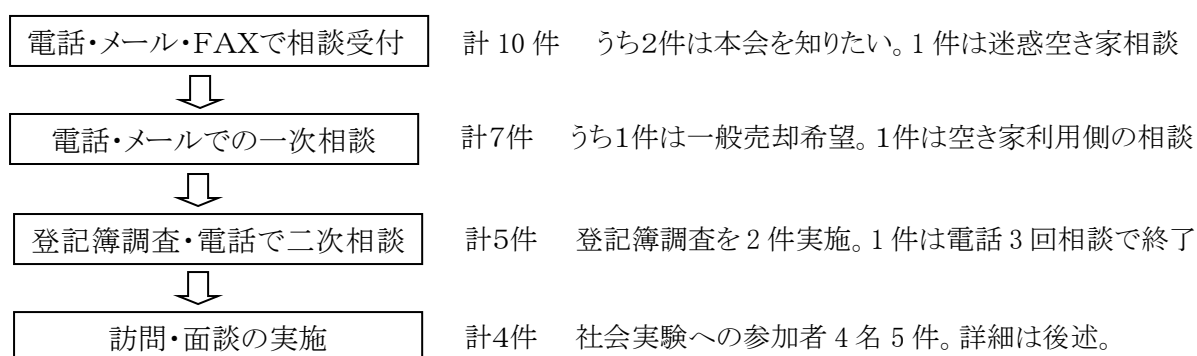 電話・メール・FAXで相談受付　計 10 件　うち2件は本会を知りたい。1 件は迷惑空き家相談
電話・メールでの一次相談　計7件　うち1件は一般売却希望。1件は空き家利用側の相談
登記簿調査・電話で二次相談　計5件　登記簿調査を 2 件実施。1 件は電話 3 回相談で終了
訪問・面談の実施　計4件　社会実験への参加者 4 名 5 件。詳細は後述。